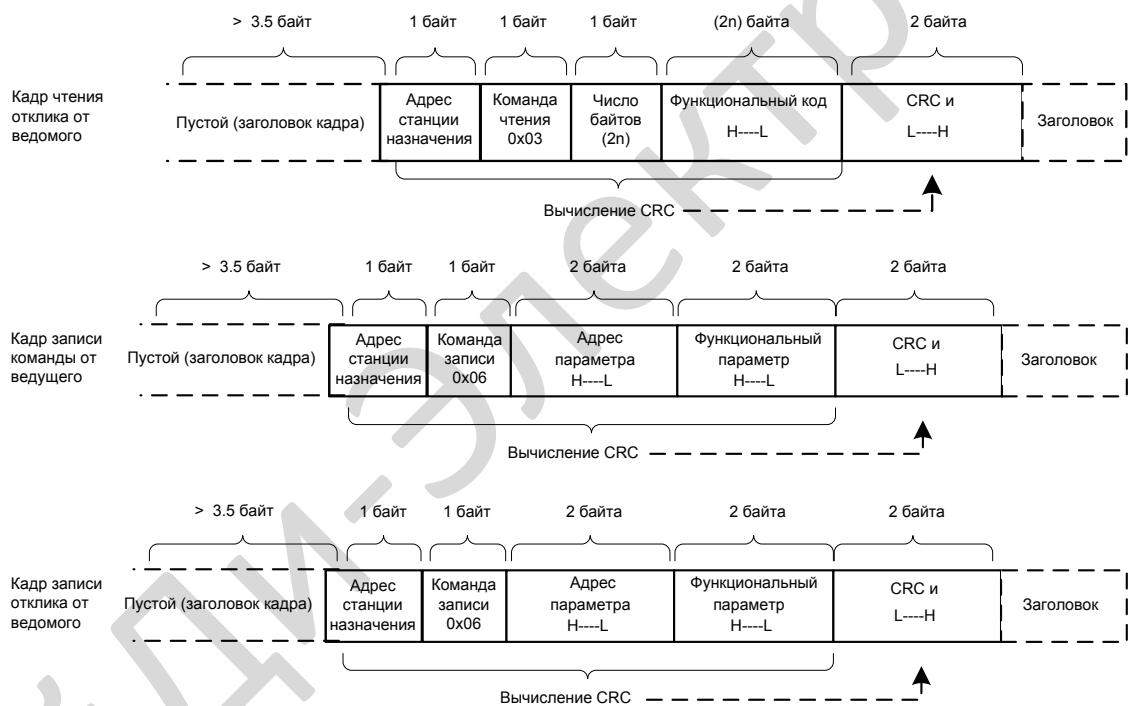 > 3.5 байт 1 байт 1 байт 1 байт (2n) байта 2 байта
Кадр чтения
отклика от
ведомого
Пустой (заголовок кадра)
Адрес
станции
назначения
Команда
чтения
0x03
Число
байтов
(2n)
Функциональный код
H----L
CRC и
L----H
Заголовок
Вычисление CRC
> 3.5 байт 1 байт 1 байт 2 байта 2 байта 2 байта
Кадр записи
команды от
ведущего
Пустой (заголовок кадра)
Адрес
станции
назначения
Команда
записи
0x06
Адрес
параметра
H----L
Функциональный
параметр
H----L
CRC и
L----H
Заголовок
Вычисление CRC
> 3.5 байт 1 байт 1 байт 2 байта 2 байта 2 байта
Кадр записи
отклика от
ведомого
Пустой (заголовок кадра)
Адрес
станции
назначения
Команда
записи
0x06
Адрес
параметра
H----L
Функциональный
параметр
H----L
CRC и
L----H
Заголовок
Вычисление CRC